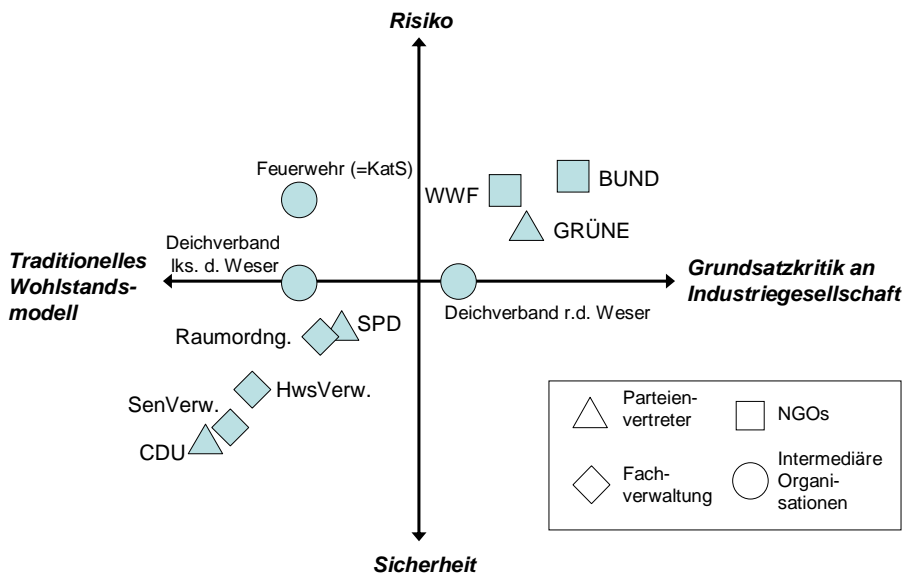 Risiko
Feuerwehr (=KatS)
WWF
BUND
GRÜNE
Deichverband
lks. d. Weser
Traditionelles
Wohlstands-
modell
Grundsatzkritik an
Industriegesellschaft
Deichverband r.d. Weser
SPD
Raumordng.
HwsVerw.
SenVerw.
CDU
Parteien-
vertreter
NGOs
Fach-
verwaltung
Intermediäre
Organi-
sationen
Sicherheit